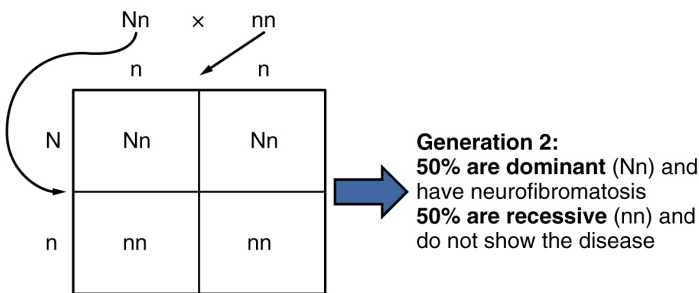 Nn × nn
n n
N Nn Nn
n nn nn
Generation 2:
50% are dominant (Nn) and
have neurofibromatosis
50% are recessive (nn) and
do not show the disease